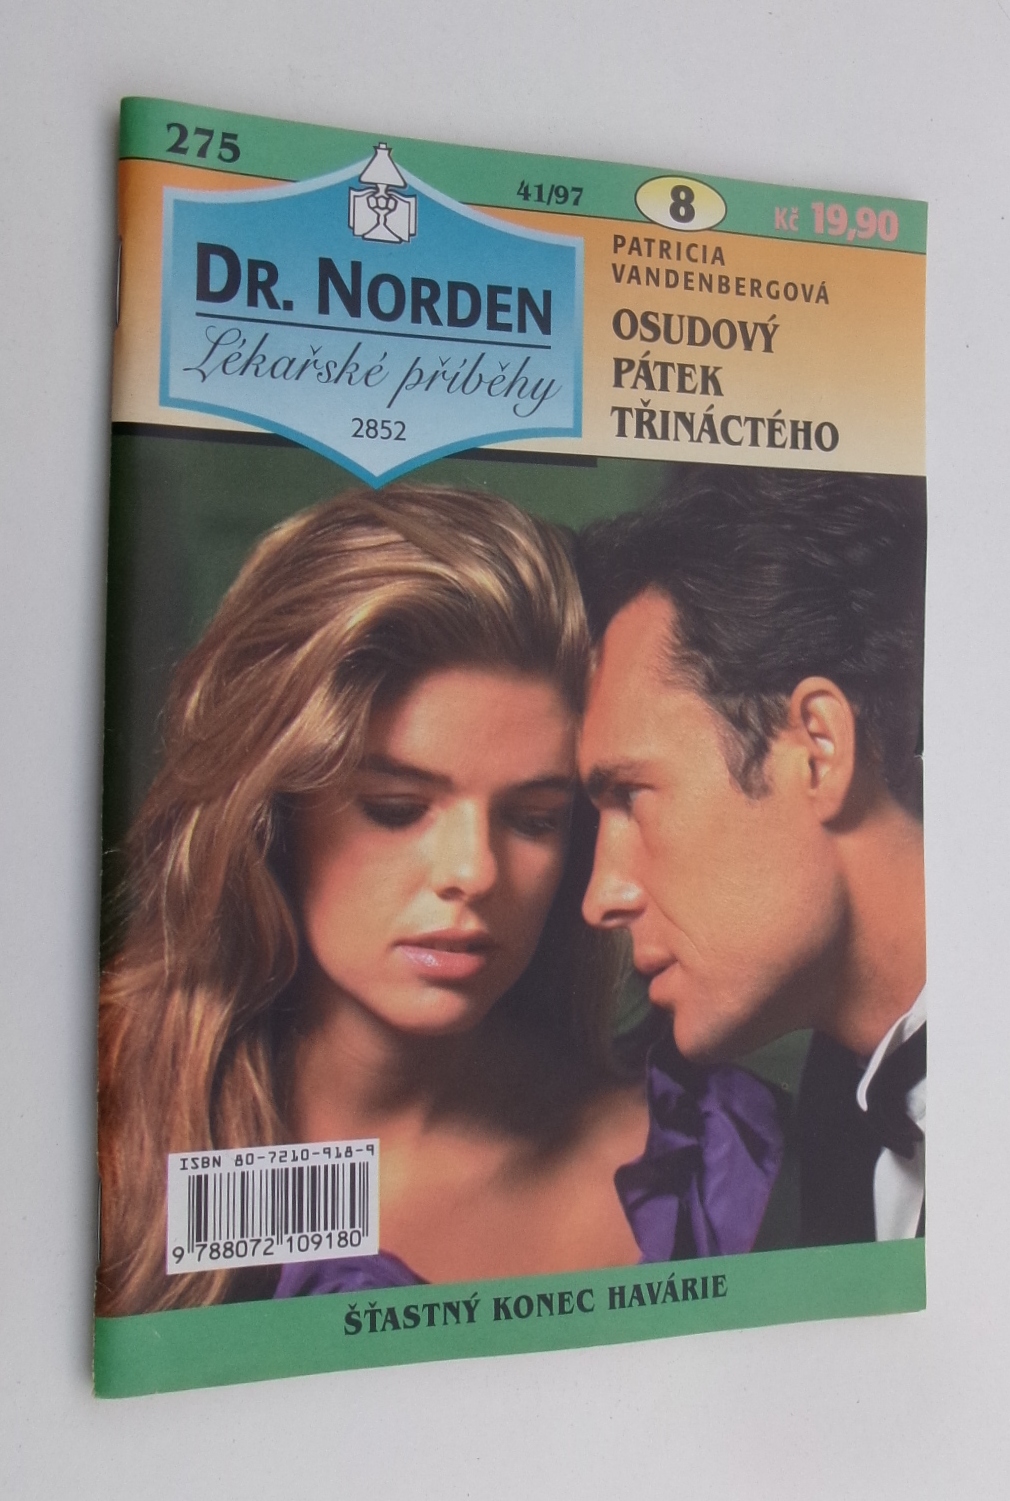 275
41/97
8
Kč 19,90
DR. NORDEN
Lékařské příběhy
2852
PATRICIA
VANDENBERGOVÁ
OSUDOVÝ
PÁTEK
TŘINÁCTÉHO
ISBN 80-7210-918-9
9 788072 109180
ŠŤASTNÝ KONEC HAVÁRIE